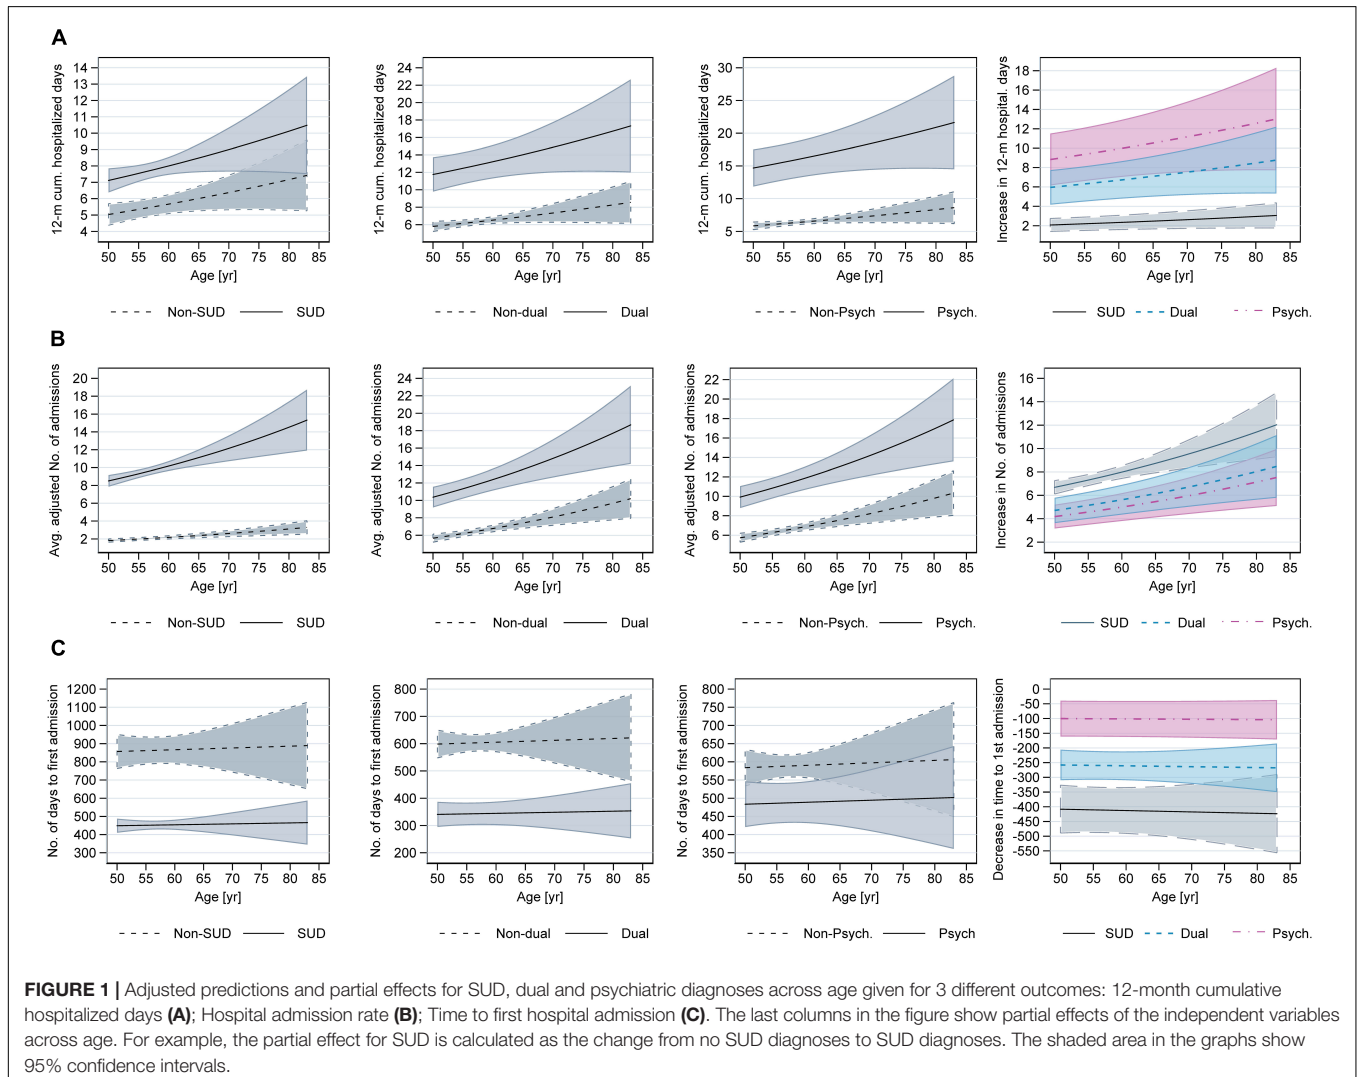 A
12-m cum. hospitalized days
14
13
12
11
10
9
8
7
6
5
4
50 55 60 65 70 75 80 85
Age [yr]
Non-SUD SUD
12-m cum. hospitalized days
24
22
20
18
16
14
12
10
8
6
50 55 60 65 70 75 80 85
Age [yr]
Non-dual Dual
12-m cum. hospitalized days
30
25
20
15
10
5
50 55 60 65 70 75 80 85
Age [yr]
Non-Psych Psych.
Increase in 12-m hospital. days
18
16
14
12
10
8
6
4
2
50 55 60 65 70 75 80 85
Age [yr]
SUD Dual Psych.
B
Avg. adjusted No. of admissions
20
18
16
14
12
10
8
6
4
2
50 55 60 65 70 75 80 85
Age [yr]
Non-SUD SUD
Avg. adjusted No. of admissions
24
22
20
18
16
14
12
10
8
6
50 55 60 65 70 75 80 85
Age [yr]
Non-dual Dual
Avg. adjusted No. of admissions
22
20
18
16
14
12
10
8
6
50 55 60 65 70 75 80 85
Age [yr]
Non-Psych. Psych.
Increase in No. of admissions
16
14
12
10
8
6
4
2
50 55 60 65 70 75 80 85
Age [yr]
SUD Dual Psych.
C
No. of days to first admission
1200
1100
1000
900
800
700
600
500
400
300
50 55 60 65 70 75 80 85
Age [yr]
Non-SUD SUD
No. of days to first admission
800
700
600
500
400
300
200
50 55 60 65 70 75 80 85
Age [yr]
Non-dual Dual
No. of days to first admission
800
750
700
650
600
550
500
450
400
350
50 55 60 65 70 75 80 85
Age [yr]
Non-Psych. Psych
Decrease in time to 1st admission
0
-50
-100
-150
-200
-250
-300
-350
-400
-450
-500
-550
50 55 60 65 70 75 80 85
Age [yr]
SUD Dual Psych.
FIGURE 1 | Adjusted predictions and partial effects for SUD, dual and psychiatric diagnoses across age given for 3 different outcomes: 12-month cumulative
hospitalized days (A); Hospital admission rate (B); Time to first hospital admission (C). The last columns in the figure show partial effects of the independent variables
across age. For example, the partial effect for SUD is calculated as the change from no SUD diagnoses to SUD diagnoses. The shaded area in the graphs show
95% confidence intervals.